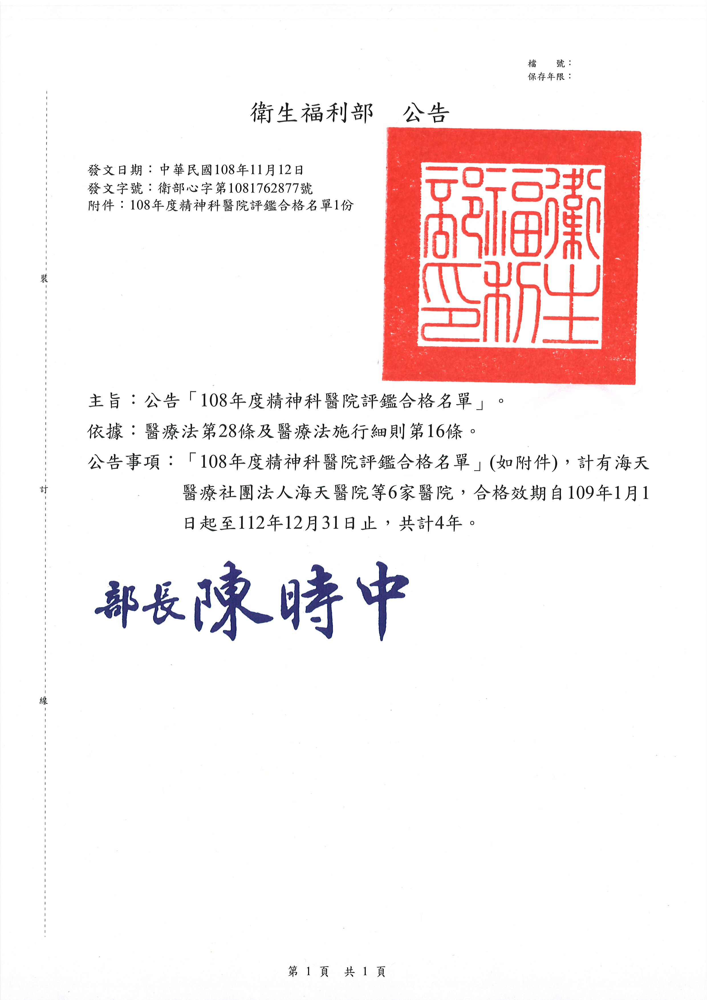 檔　　號：
保存年限：
衛生福利部　公告
發文日期：中華民國108年11月12日
發文字號：衛部心字第1081762877號
附件：108年度精神科醫院評鑑合格名單1份
衛生福利部印
主旨：公告「108年度精神科醫院評鑑合格名單」。
依據：醫療法第28條及醫療法施行細則第16條。
公告事項：「108年度精神科醫院評鑑合格名單」(如附件)，計有海天
醫療社團法人海天醫院等6家醫院，合格效期自109年1月1
日起至112年12月31日止，共計4年。
部長陳時中
裝
訂
線
第 1 頁　共 1 頁